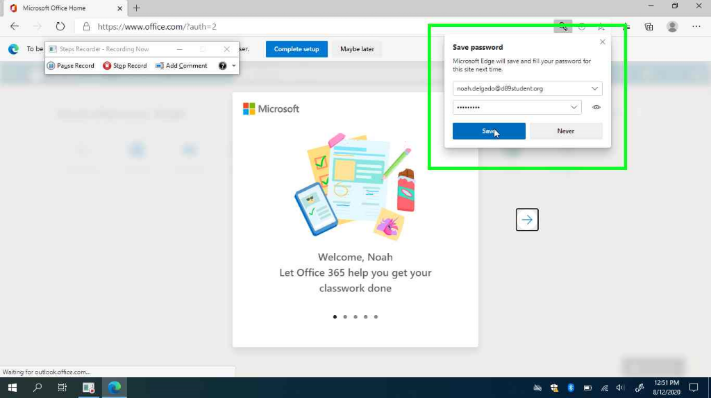 Microsoft Office Home
https://www.office.com/?auth=2
To be
Steps Recorder - Recording Now
ser.
Complete setup
Maybe later
Pause Record
Stop Record
Add Comment
Save password
Microsoft Edge will save and fill your password for
this site next time.
noah.delgado@d89student.org
Save
Never
Microsoft
Welcome, Noah
Let Office 365 help you get your
classwork done
Waiting for outlook.office.com...
12:51 PM
8/12/2020